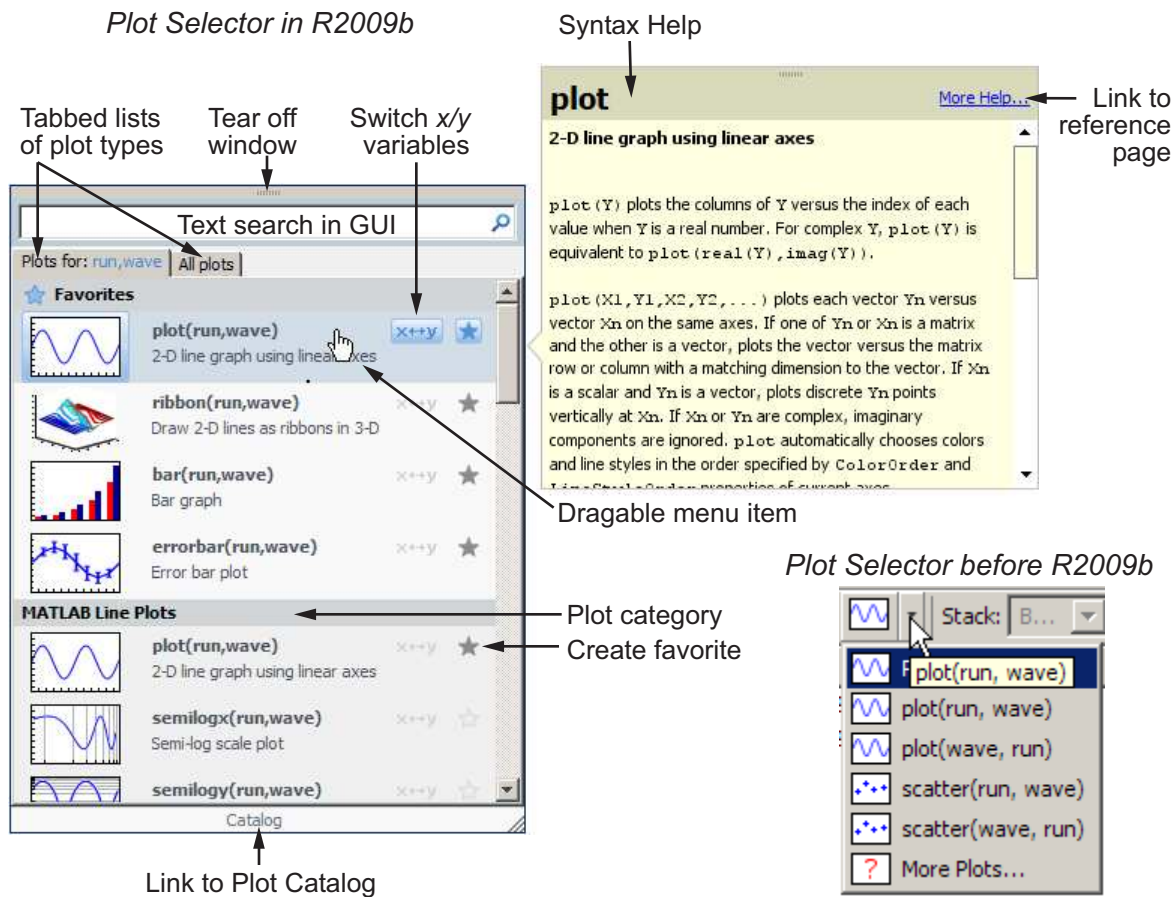 Plot Selector in R2009b
Syntax Help
Tabbed lists
of plot types
Tear off
window
Switch x/y
variables
Link to
reference
page
plot
More Help...
2-D line graph using linear axes
plot(Y) plots the columns of Y versus the index of each
value when Y is a real number. For complex Y, plot(Y) is
equivalent to plot(real(Y),imag(Y)).
plot(X1,Y1,X2,Y2,...) plots each vector Yn versus
vector Xn on the same axes. If one of Yn or Xn is a matrix
and the other is a vector, plots the vector versus the matrix
row or column with a matching dimension to the vector. If Xn
is a scalar and Yn is a vector, plots discrete Yn points
vertically at Xn. If Xn or Yn are complex, imaginary
components are ignored. plot automatically chooses colors
and line styles in the order specified by ColorOrder and
LineStyleOrder properties of current axes
Text search in GUI
Plots for: run,wave
All plots
Favorites
plot(run,wave)
x↔y
2-D line graph using linear axes
ribbon(run,wave)
x↔y
Draw 2-D lines as ribbons in 3-D
bar(run,wave)
x↔y
Bar graph
errorbar(run,wave)
x↔y
Error bar plot
MATLAB Line Plots
plot(run,wave)
x↔y
2-D line graph using linear axes
semilogx(run,wave)
x↔y
Semi-log scale plot
semilogy(run,wave)
x↔y
Catalog
Link to Plot Catalog
Dragable menu item
Plot category
Create favorite
Plot Selector before R2009b
Stack: B...
plot(run, wave)
plot(run, wave)
plot(wave, run)
scatter(run, wave)
scatter(wave, run)
? More Plots...